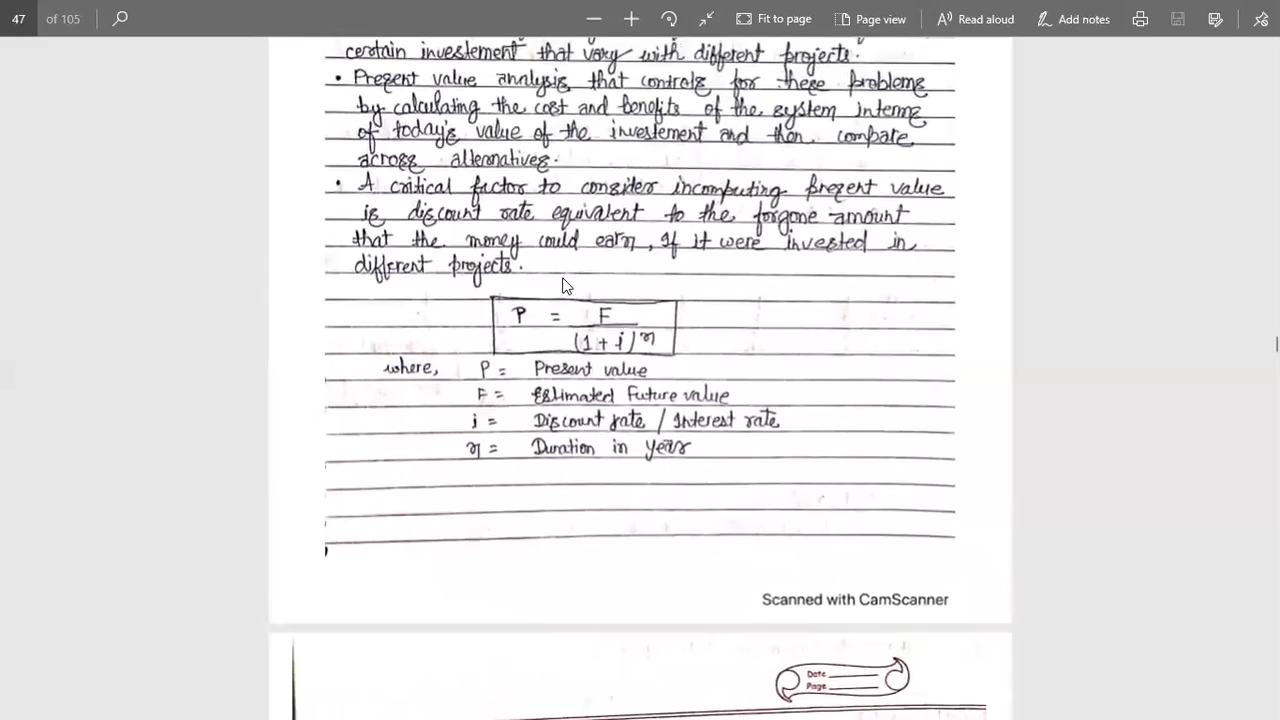 47 of 105 Fit to page Page view Read aloud Add notes
certain investement that vary with different projects.
• Present value analysis that controls for these problems
by calculating the cost and benefits of the system interms
of today's value of the investement and then compare
across alternatives.
• A critical factor to consider incomputing present value
is discount rate equivalent to the forgone amount
that the money could earn, if it were invested in
different projects.
P = F
(1 + i)n
where, P = Present value
F = Estimated Future value
i = Discount rate / Interest rate
n = Duration in years
Scanned with CamScanner
Date
Page